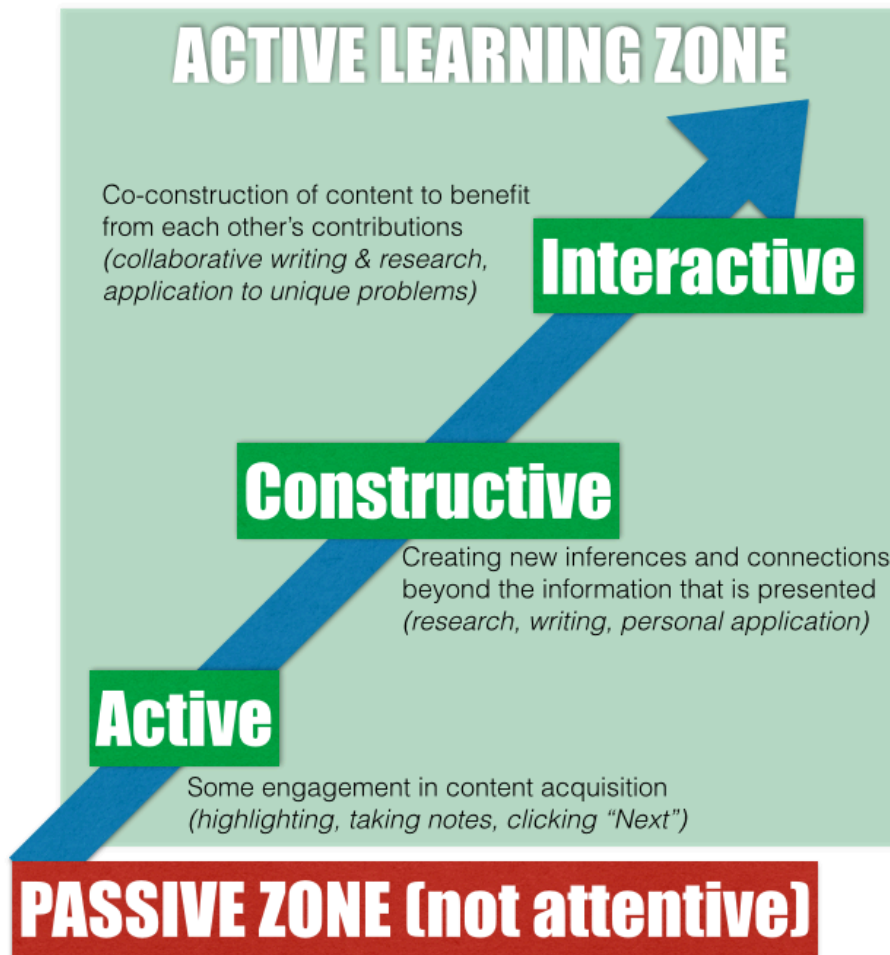 ACTIVE LEARNING ZONE
Co-construction of content to benefit
from each other’s contributions
(collaborative writing & research,
application to unique problems)
Interactive
Constructive
Creating new inferences and connections
beyond the information that is presented
(research, writing, personal application)
Active
Some engagement in content acquisition
(highlighting, taking notes, clicking “Next”)
PASSIVE ZONE (not attentive)